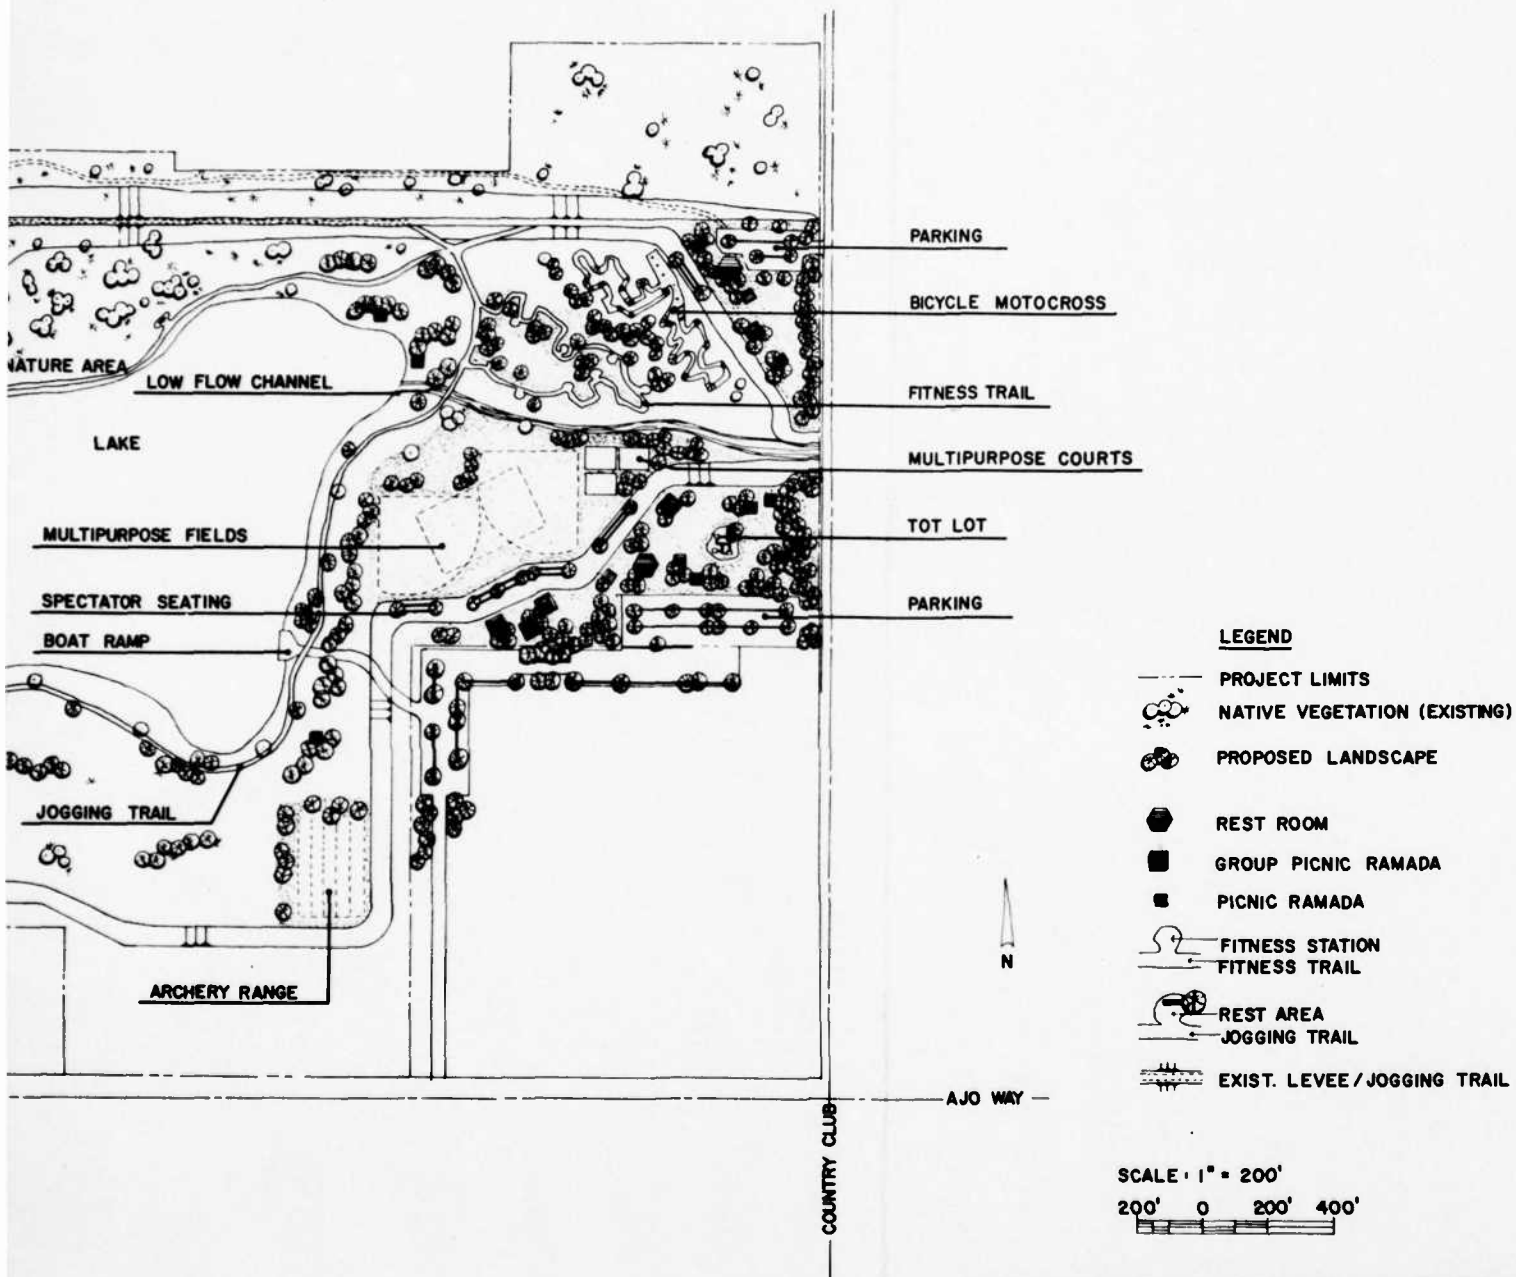 PARKING
BICYCLE MOTOCROSS
NATURE AREA
LOW FLOW CHANNEL
FITNESS TRAIL
LAKE
MULTIPURPOSE COURTS
MULTIPURPOSE FIELDS
TOT LOT
SPECTATOR SEATING
PARKING
BOAT RAMP
JOGGING TRAIL
ARCHERY RANGE
AJO WAY
COUNTRY CLUB
N
LEGEND
PROJECT LIMITS
NATIVE VEGETATION (EXISTING)
PROPOSED LANDSCAPE
REST ROOM
GROUP PICNIC RAMADA
PICNIC RAMADA
FITNESS STATION
FITNESS TRAIL
REST AREA
JOGGING TRAIL
EXIST. LEVEE/JOGGING TRAIL
SCALE: 1" = 200'
200' 0 200' 400'